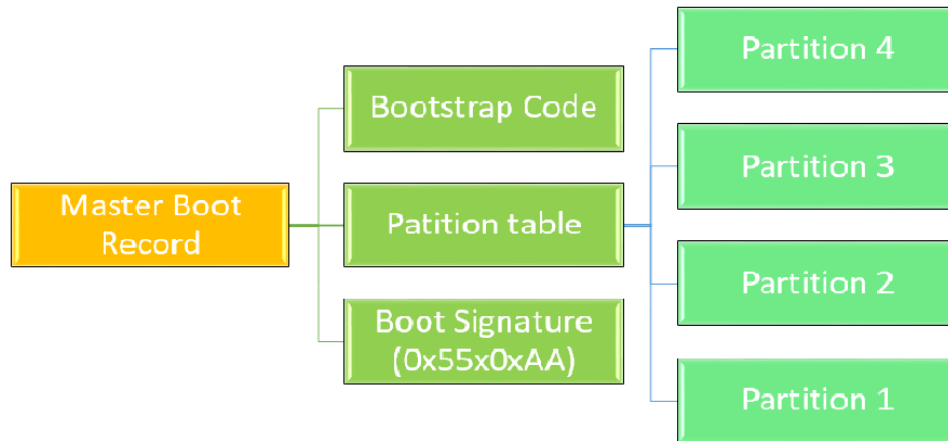 Master Boot
Record
Bootstrap Code
Patition table
Boot Signature
(0x55x0xAA)
Partition 4
Partition 3
Partition 2
Partition 1